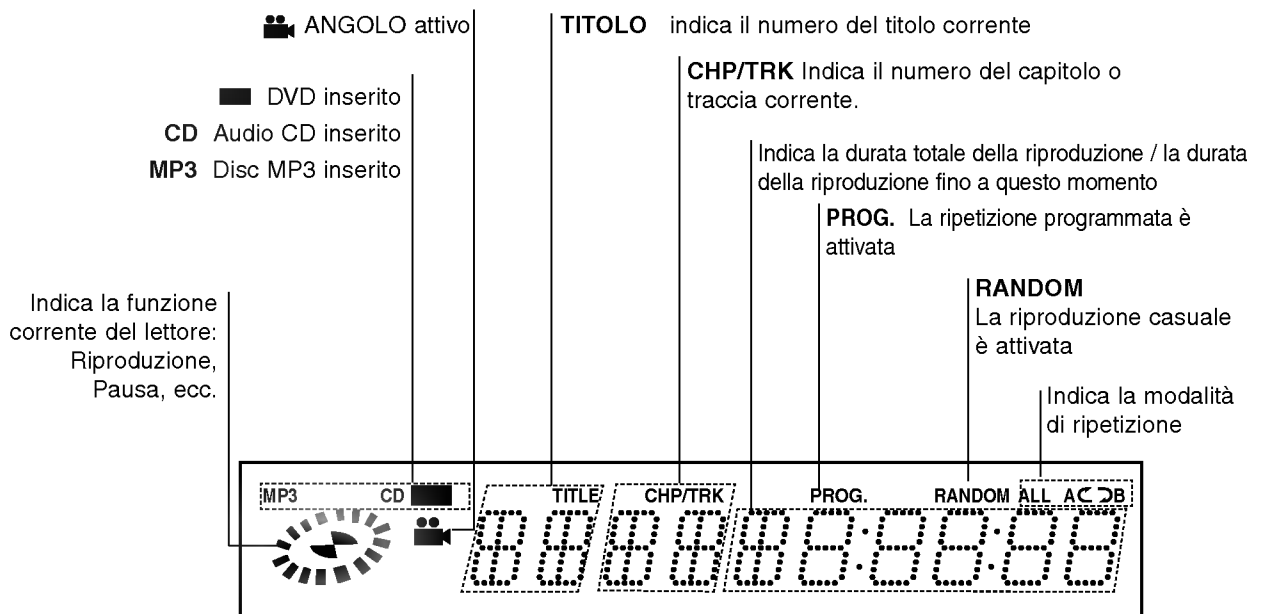 ANGOLO attivo
TITOLO indica il numero del titolo corrente
CHP/TRK Indica il numero del capitolo o
traccia corrente.
DVD inserito
CD Audio CD inserito
MP3 Disc MP3 inserito
Indica la durata totale della riproduzione / la durata
della riproduzione fino a questo momento
PROG. La ripetizione programmata è
attivata
RANDOM
La riproduzione casuale
è attivata
Indica la funzione
corrente del lettore:
Riproduzione,
Pausa, ecc.
Indica la modalità
di ripetizione
MP3 CD TITLE CHP/TRK PROG. RANDOM ALL A B